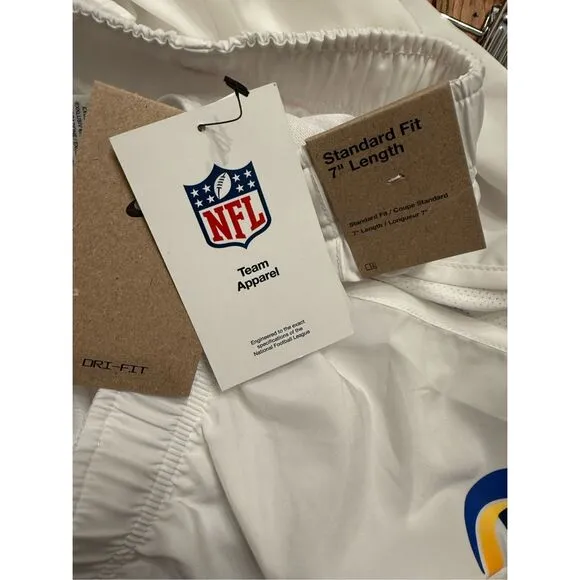 NFL
Team
Apparel
Engineered to the exact
specifications of the
National Football League
Standard Fit
7" Length
Standard Fit / Coupe Standard
7" Length / Longueur 7"
DRI-FIT